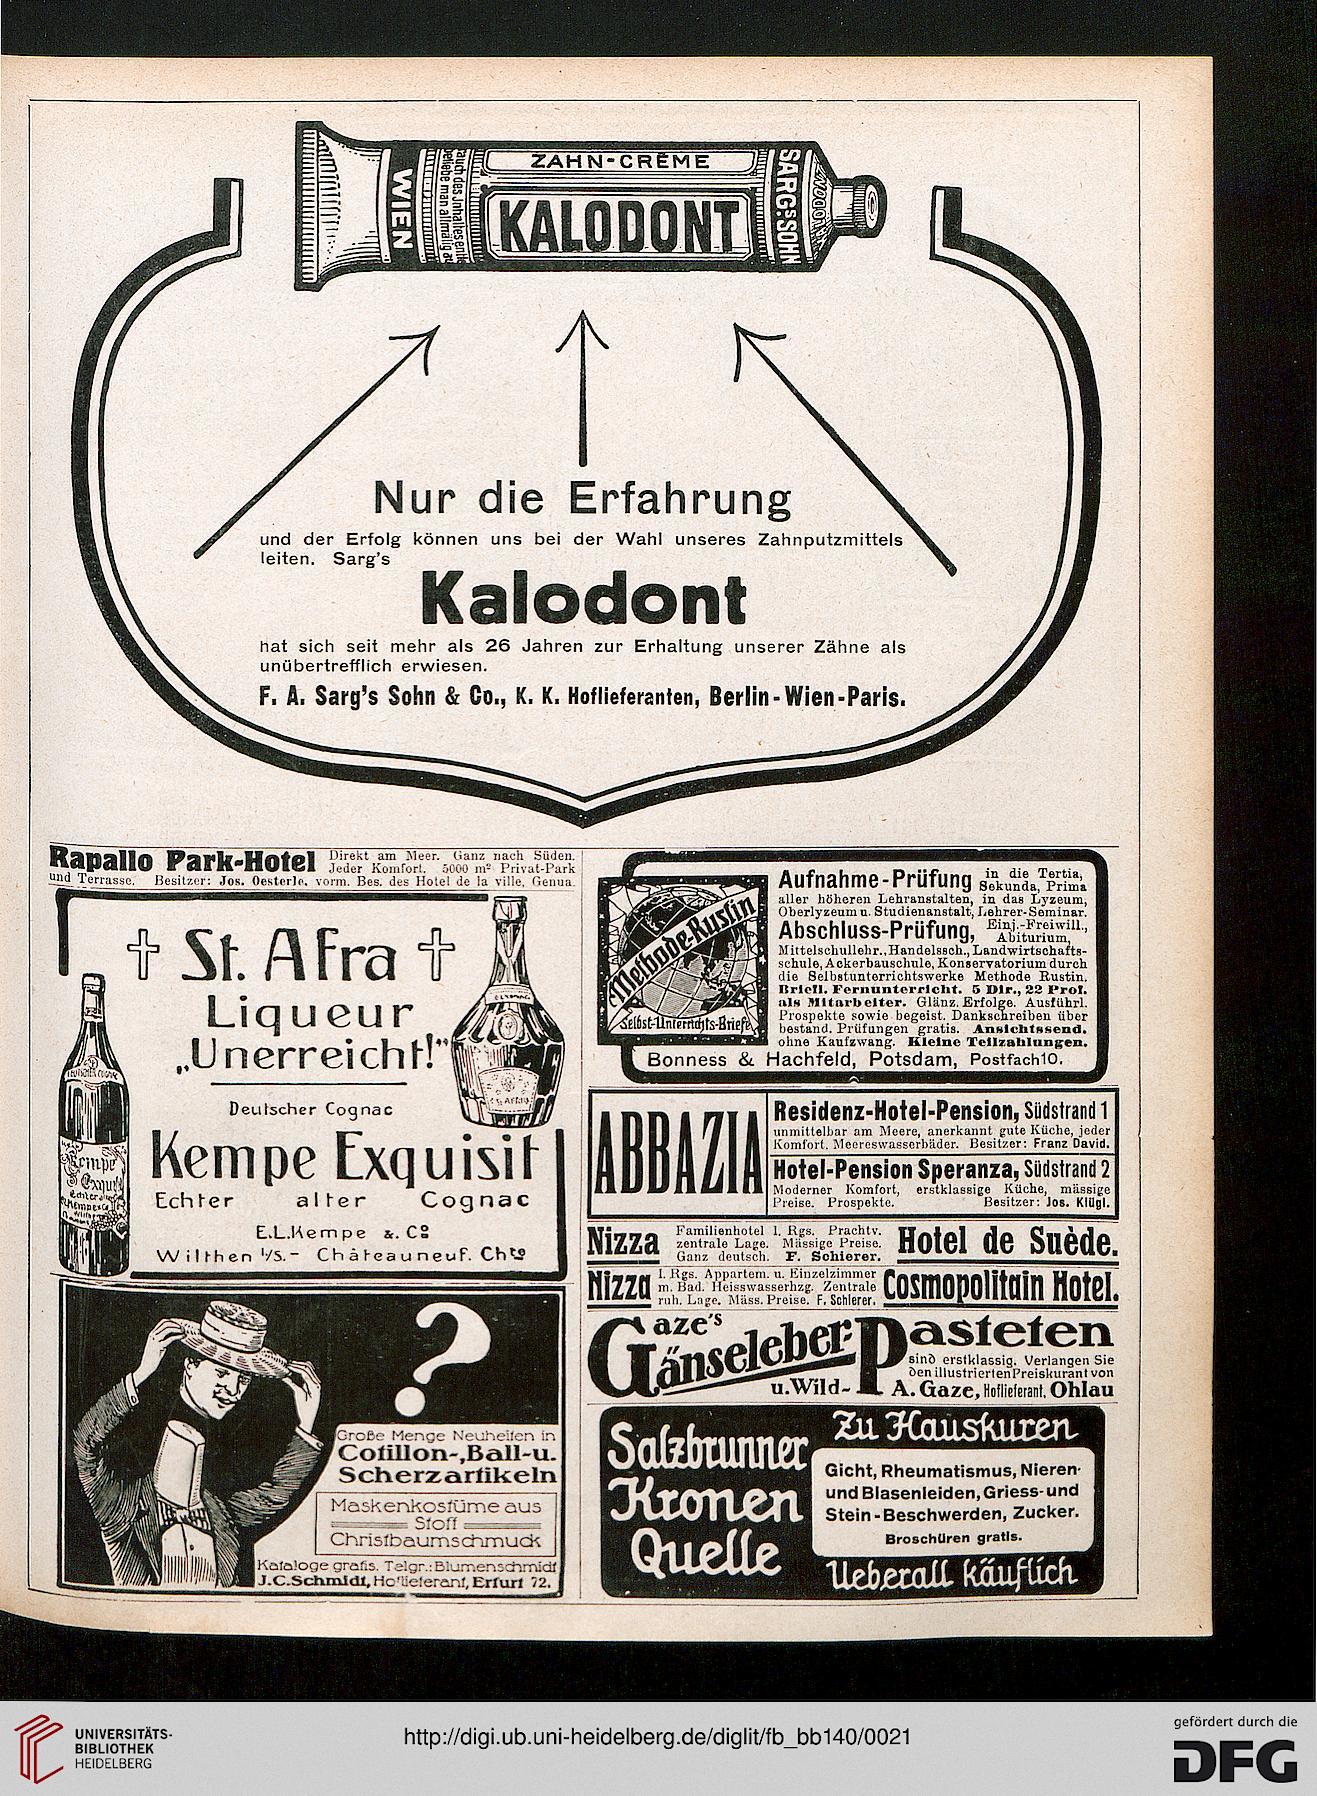 ZAHN-CRÈME
WIEN
KALODONT
SARG'S SOHN
Nur die Erfahrung
und der Erfolg können uns bei der Wahl unseres Zahnputzmittels
leiten. Sarg's
Kalodont
hat sich seit mehr als 26 Jahren zur Erhaltung unserer Zähne als
unübertrefflich erwiesen.
F. A. Sarg's Sohn & Co., K. K. Hoflieferanten, Berlin-Wien-Paris.
Rapallo Park-Hotel Direkt am Meer. Ganz nach Süden.
Jeder Komfort. 5000 m² Privat-Park
und Terrasse. Besitzer: Jos. Oesterle, vorm. Bes. des Hotel de la ville, Genua.
St. Afra
Liqueur
„Unerreicht!"
Deutscher Cognac
Kempe Exquisit
Echter alter Cognac
E.L. Kempe & Co
Wilthen i/S.- Châteauneuf. Chte
?
Große Menge Neuheiten in
Cotillon-, Ball- u.
Scherzartikeln
Maskenkostüme aus
Stoff
Christbaumschmuck
Kataloge gratis. Telgr.: Blumenschmidt
J.C. Schmidt, Hoflieferant, Erfurt 72.
Methode-Rustin
Selbst-Unterrichts-Briefe
Aufnahme-Prüfung in die Tertia,
Sekunda, Prima
aller höheren Lehranstalten, in das Lyzeum,
Oberlyzeum u. Studienanstalt, Lehrer-Seminar.
Abschluss-Prüfung, Einj.-Freiwill.,
Abiturium,
Mittelschullehr., Handelssch., Landwirtschafts-
schule, Ackerbauschule, Konservatorium durch
die Selbstunterrichtswerke Methode Rustin.
Briefl. Fernunterricht. 5 Dir., 22 Prof.
als Mitarbeiter. Glänz. Erfolge. Ausführl.
Prospekte sowie begeist. Dankschreiben über
bestand. Prüfungen gratis. Ansichtssend.
ohne Kaufzwang. Kleine Teilzahlungen.
Bonness & Hachfeld, Potsdam, Postfach 10.
ABBAZIA
Residenz-Hotel-Pension, Südstrand 1
unmittelbar am Meere, anerkannt gute Küche, jeder
Komfort. Meereswasserbäder. Besitzer: Franz David.
Hotel-Pension Speranza, Südstrand 2
Moderner Komfort, erstklassige Küche, mässige
Preise. Prospekte. Besitzer: Jos. Klügl.
Nizza Familienhotel 1. Rgs. Prachtv.
zentrale Lage. Mässige Preise.
Ganz deutsch. F. Schierer.
Hotel de Suède.
Nizza 1. Rgs. Appartem. u. Einzelzimmer
m. Bad. Heisswasserhzg. Zentrale
ruh. Lage. Mäss. Preise. F. Schierer.
Cosmopolitain Hotel.
Gaze's
Gänseleber-Pasteten
u. Wild-
sind erstklassig. Verlangen Sie
den illustrierten Preiskurant von
A. Gaze, Hoflieferant, Ohlau
Salzbrunner
Kronen
Quelle
Zu Hauskuren
Gicht, Rheumatismus, Nieren-
und Blasenleiden, Griess- und
Stein-Beschwerden, Zucker.
Broschüren gratis.
Ueberall käuflich
UNIVERSITÄTS-
BIBLIOTHEK
HEIDELBERG
http://digi.ub.uni-heidelberg.de/diglit/fb_bb140/0021
gefördert durch die
DFG